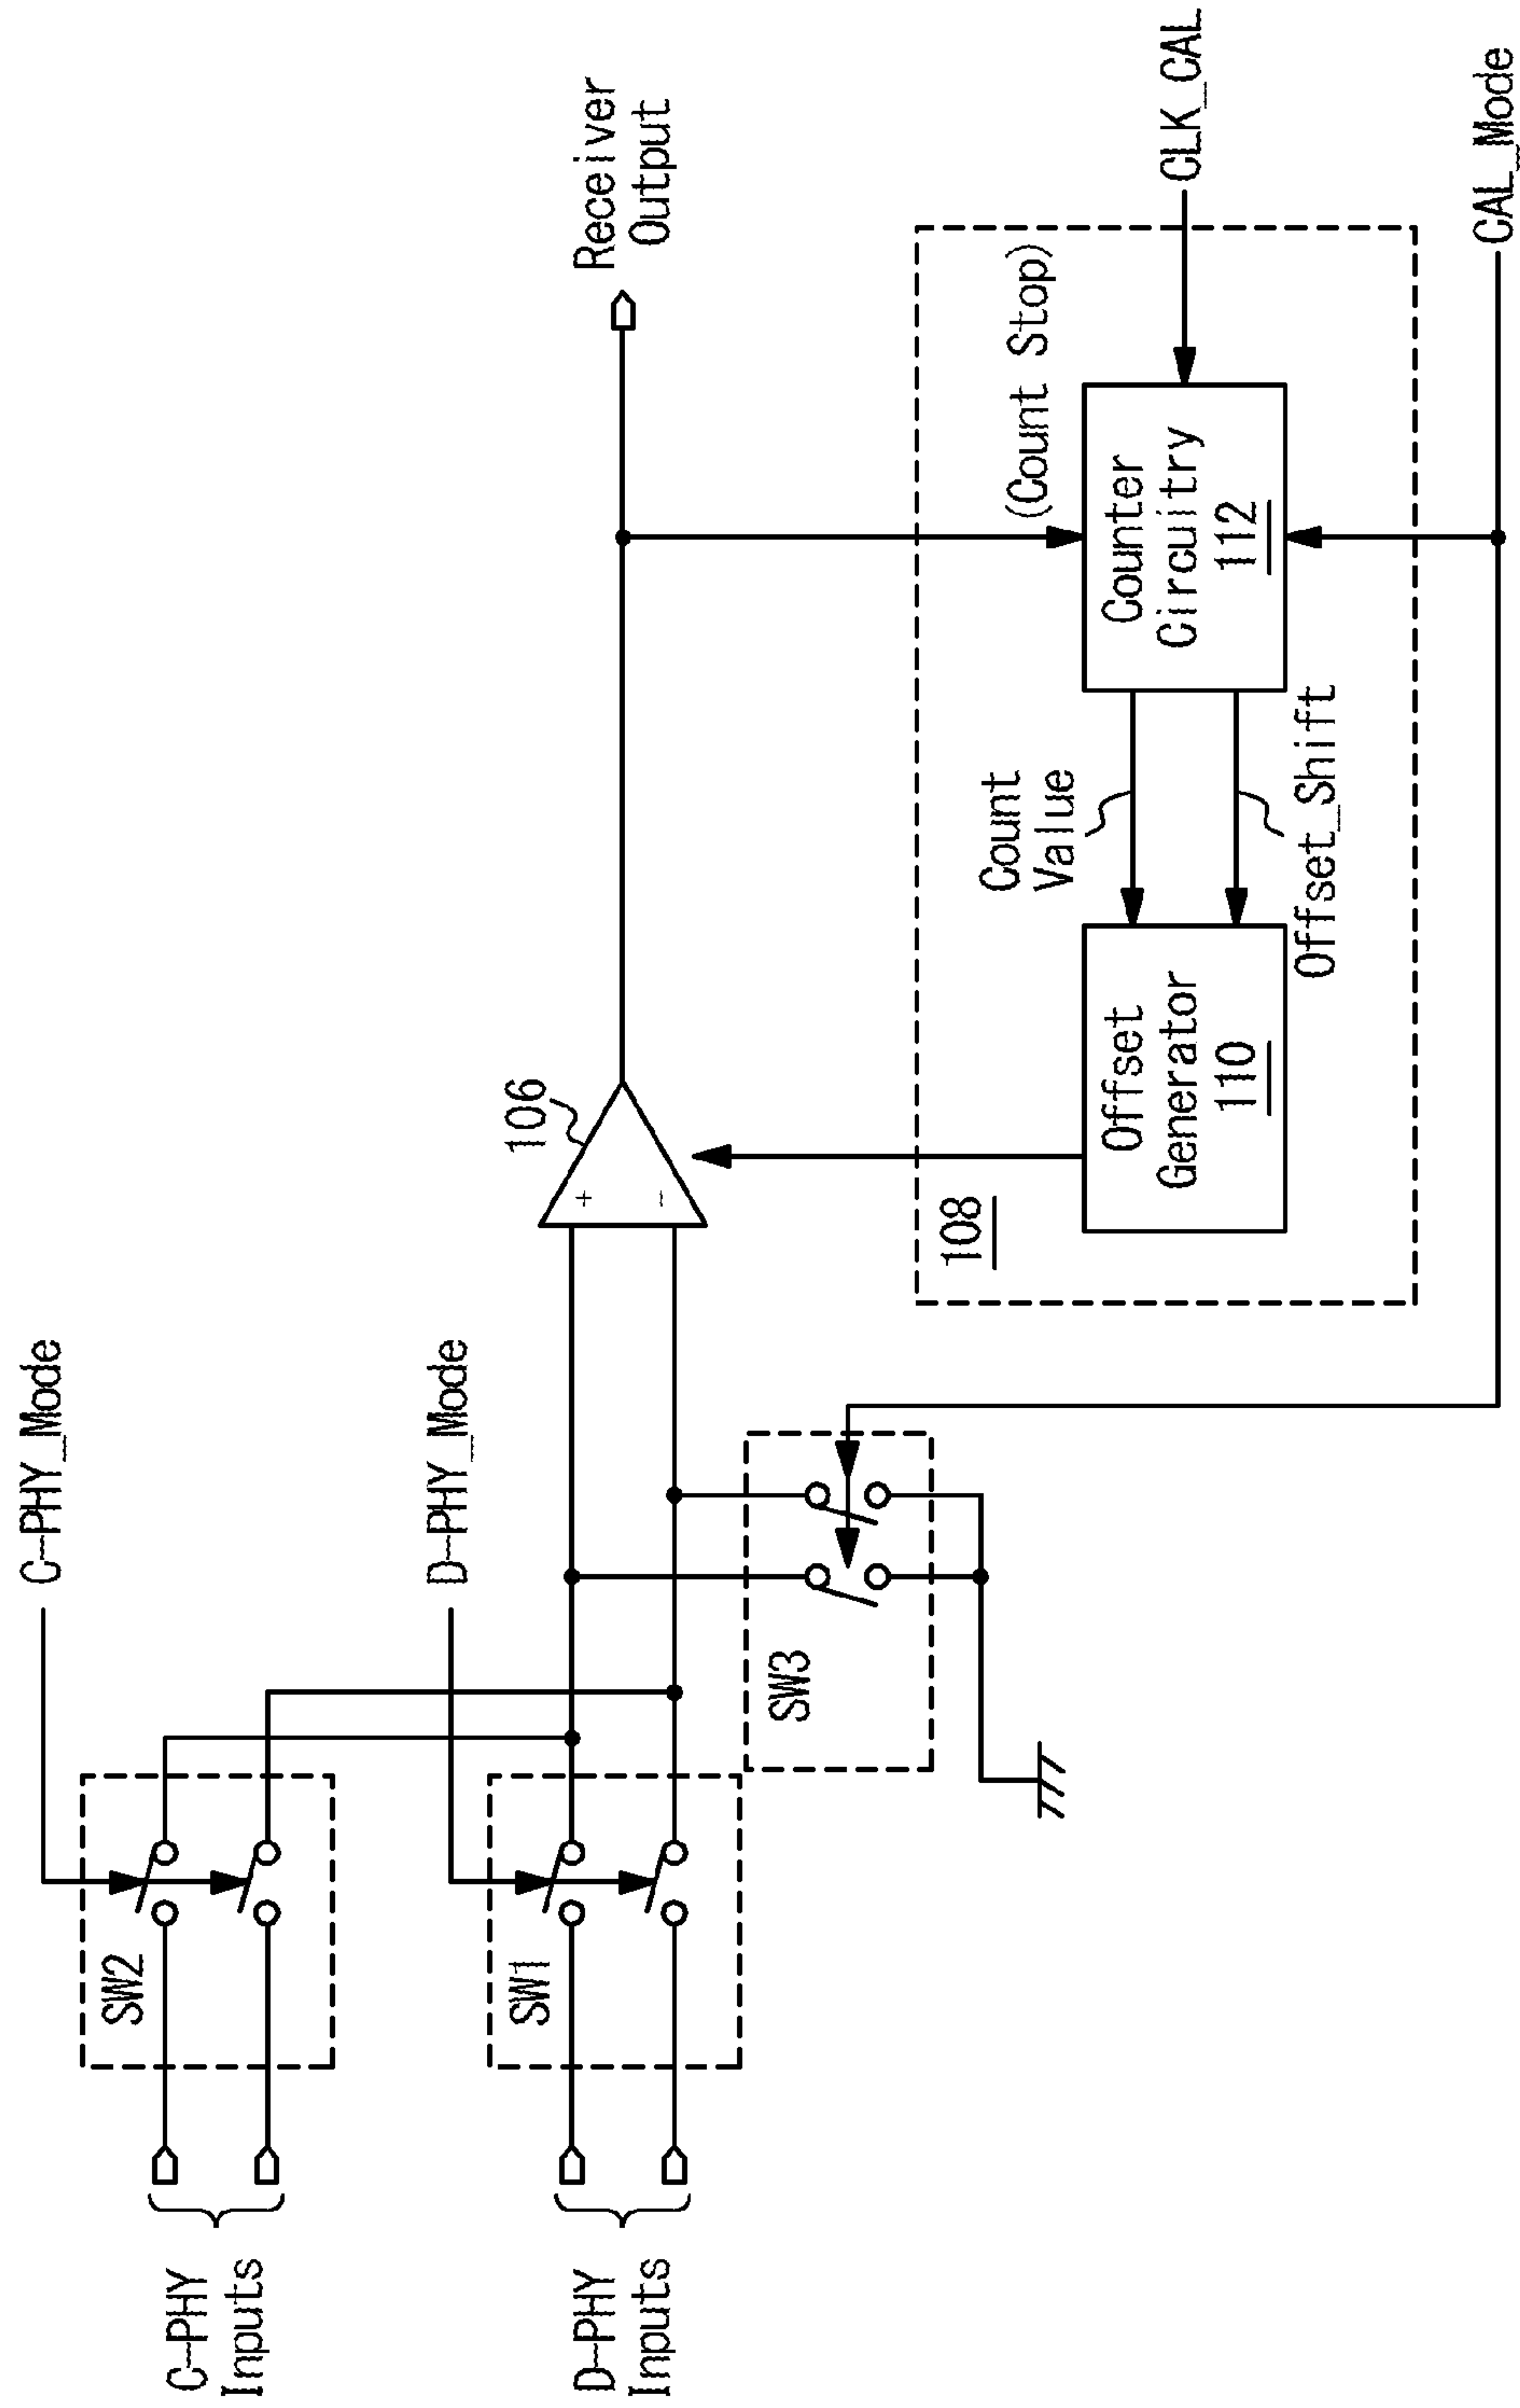 C-PHY_Mode
SW2
C-PHY
Inputs
D-PHY_Mode
SW1
D-PHY
Inputs
SW3
106
+
-
Receiver
Output
108
Offset
Generator
110
Count
Value
Offset_Shift
(Count Stop)
Counter
Circuitry
112
CLK_CAL
CAL_Mode